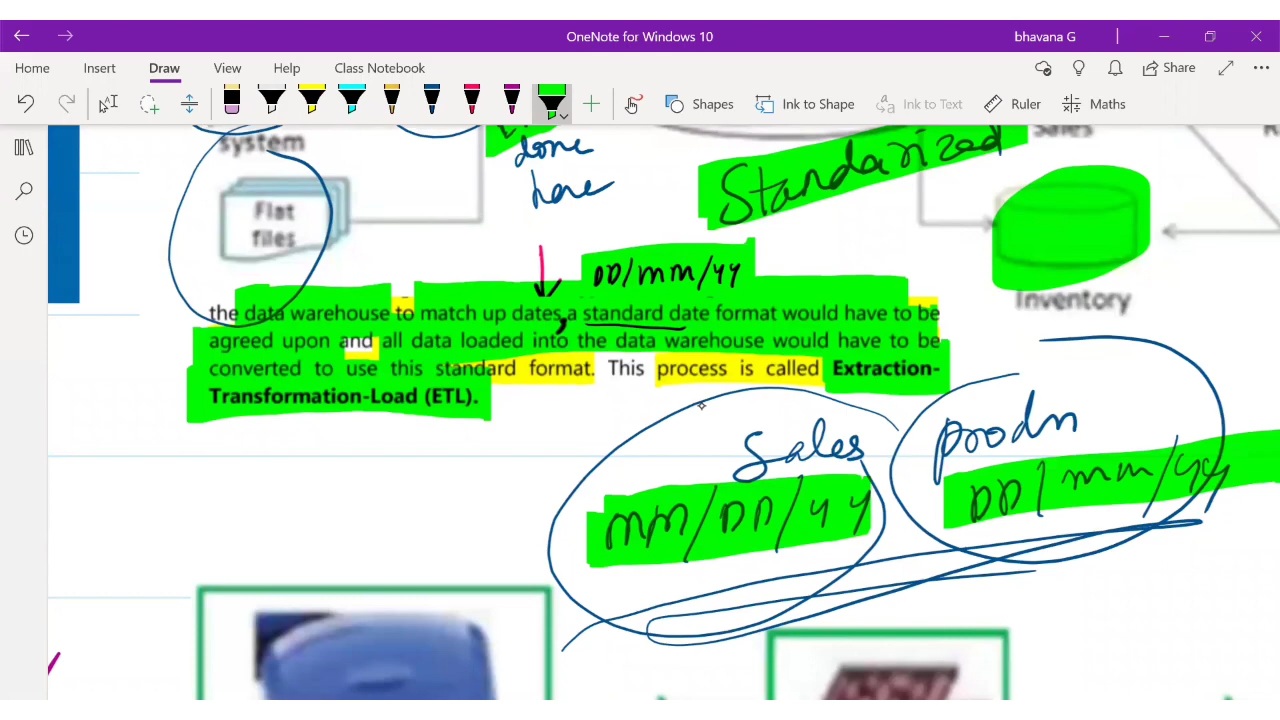 OneNote for Windows 10
bhavana G
Home Insert Draw View Help Class Notebook
Share
Shapes Ink to Shape Ink to Text Ruler Maths
system
done
here
Standarized
Sales
Flat
files
DD/MM/YY
Inventory
the data warehouse to match up dates, a standard date format would have to be
agreed upon and all data loaded into the data warehouse would have to be
converted to use this standard format. This process is called Extraction-
Transformation-Load (ETL).
Sales
MM/DD/YY
prodn
DD/MM/YY